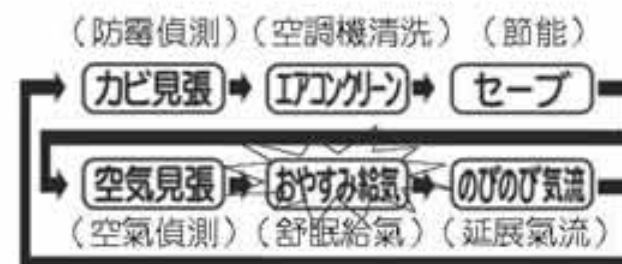 （防霉偵測）（空調機清洗）（節能）
カビ見張 エアコンクリーン セーブ
空気見張 おやすみ給気 のびのび気流
（空氣偵測）（舒眠給氣）（延展氣流）